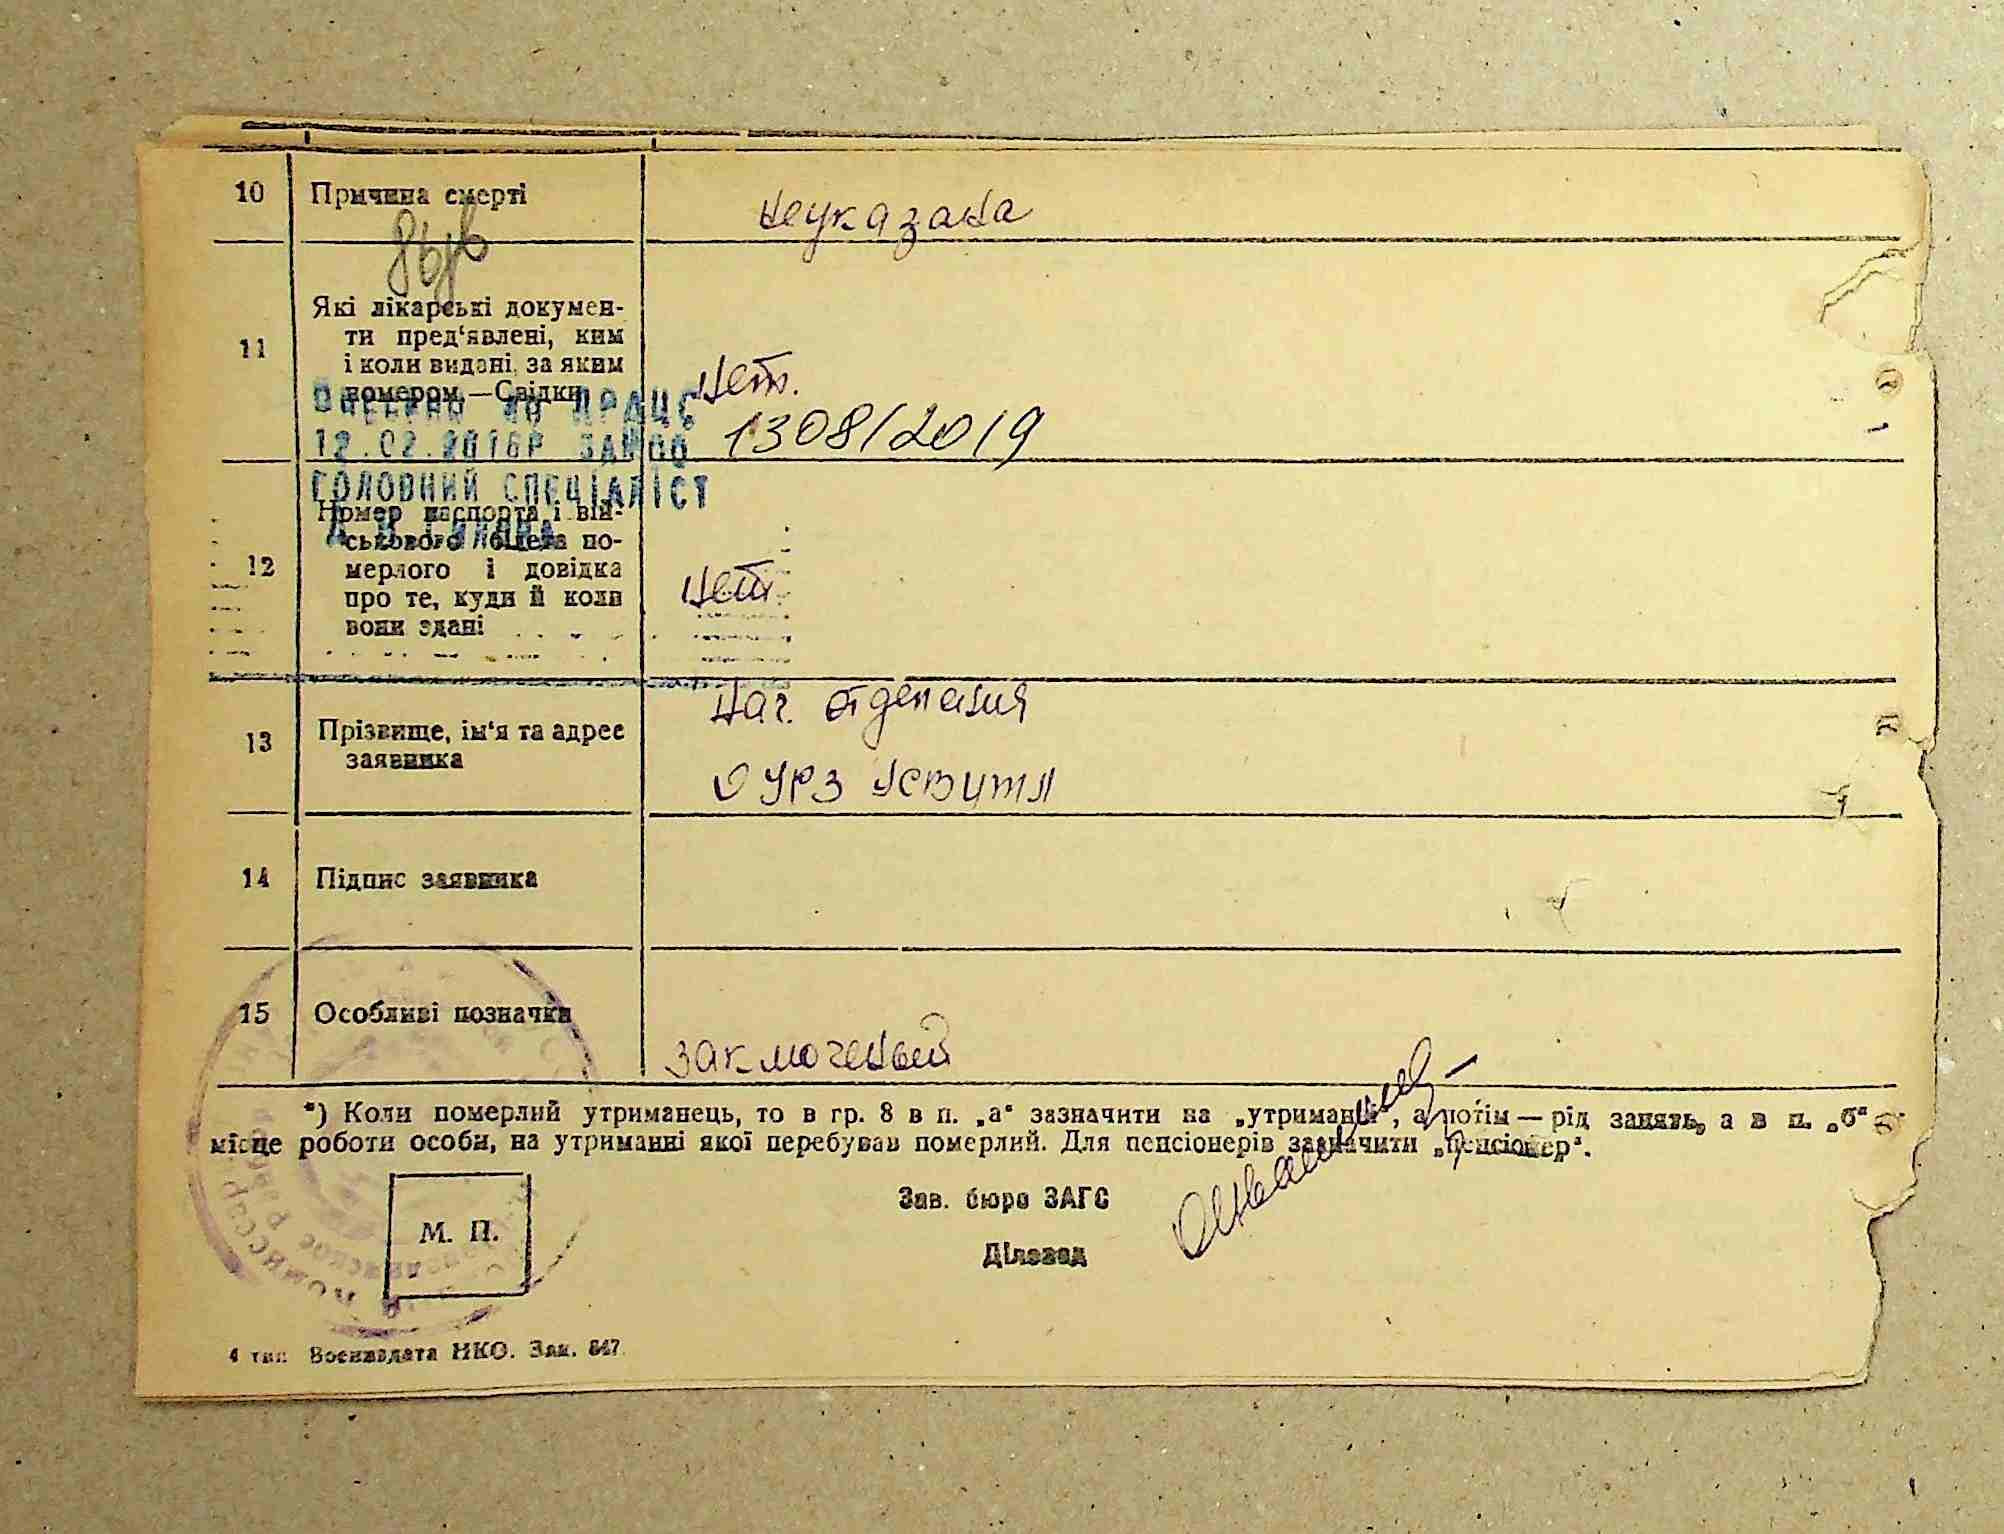 10 Причина смерті неуказана
11 Які лікарські докумен-
ти пред‘явлені, ким
і коли видані, за яким
номером.—Свідки
нет.
1308/2019
12.02.2016Р
ГОЛОВНИЙ СПЕЦІАЛІСТ
12 Номер паспорта і вій-
ськового білета по-
мерлого і довідка
про те, куди й коли
вони здані
нет.
13 Прізвище, ім‘я та адрес
заявника
Нач. отделения
14 Підпис заявника
15 Особливі позначки
заключеный
*) Коли померлий утриманець, то в гр. 8 в п. „а“ зазначити на „утриманні“, а потім — рід занять, а в п. „б“
місце роботи особи, на утриманні якої перебував померлий. Для пенсіонерів зазначити „пенсіонер“.
М. П.
Зав. бюро ЗАГС
Діловод
4 тип. Воениздата НКО. Зак. 847